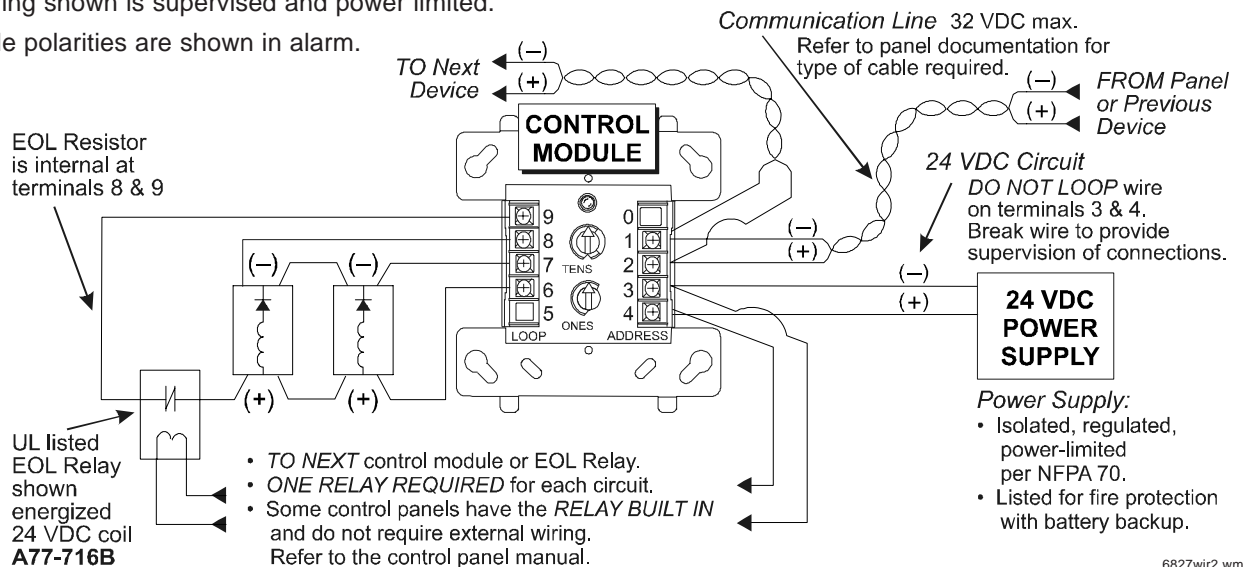 ing shown is supervised and power limited.
le polarities are shown in alarm.
Communication Line 32 VDC max.
Refer to panel documentation for
type of cable required.
TO Next
Device
(−)
(+)
(−)
(+)
FROM Panel
or Previous
Device
CONTROL
MODULE
EOL Resistor
is internal at
terminals 8 & 9
24 VDC Circuit
DO NOT LOOP wire
on terminals 3 & 4.
Break wire to provide
supervision of connections.
9
8
7
6
5
LOOP
TENS
ONES
0
1
2
3
4
ADDRESS
(−)
(+)
(−)
(+)
(−)
(−)
(+)
(+)
24 VDC
POWER
SUPPLY
Power Supply:
• Isolated, regulated,
power-limited
per NFPA 70.
• Listed for fire protection
with battery backup.
UL listed
EOL Relay
shown
energized
24 VDC coil
A77-716B
• TO NEXT control module or EOL Relay.
• ONE RELAY REQUIRED for each circuit.
• Some control panels have the RELAY BUILT IN
and do not require external wiring.
Refer to the control panel manual.
6827wir2.wm